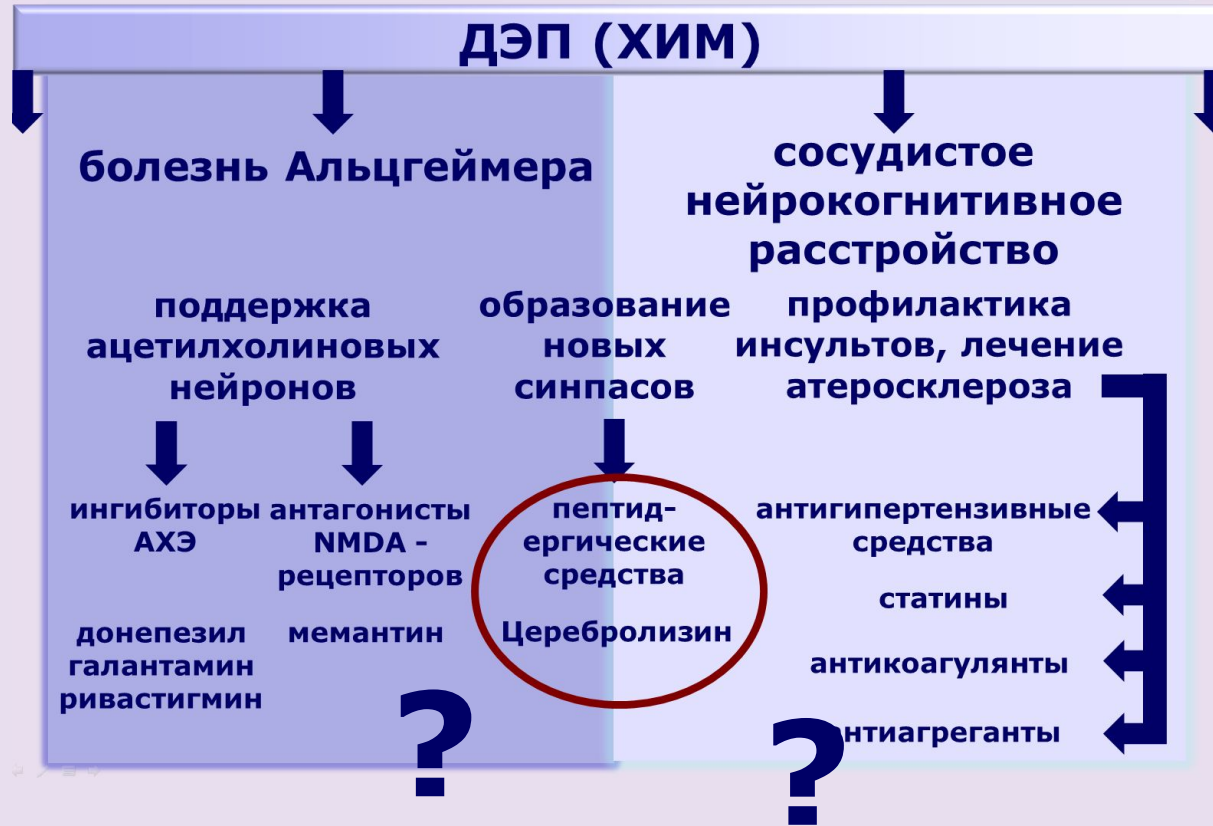 ДЭП (ХИМ)
болезнь Альцгеймера
сосудистое
нейрокогнитивное
расстройство
поддержка
ацетилхолиновых
нейронов
образование
новых
синпасов
профилактика
инсультов, лечение
атеросклероза
ингибиторы
АХЭ
антагонисты
NMDA -
рецепторов
пептид-
ергические
средства
антигипертензивные
средства
статины
донепезил
галантамин
ривастигмин
мемантин
Церебролизин
антикоагулянты
нтиагреганты
?
?